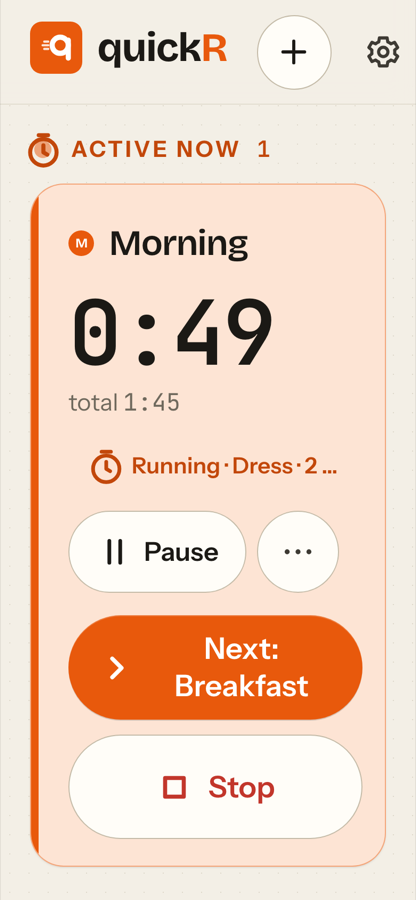 quickR
ACTIVE NOW 1
M Morning
0:49
total 1:45
Running · Dress · 2 ...
Pause
Next:
Breakfast
Stop